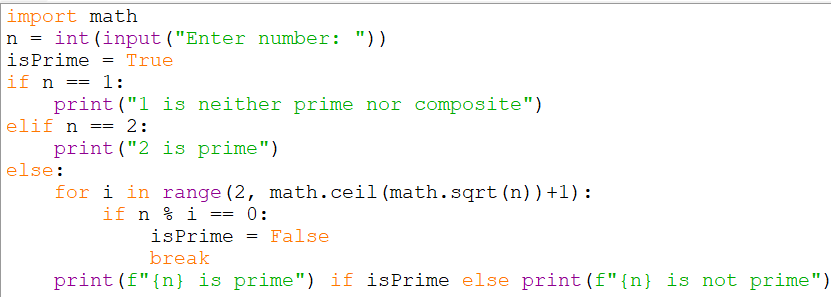 import math
n = int(input("Enter number: "))
isPrime = True
if n == 1:
    print("1 is neither prime nor composite")
elif n == 2:
    print("2 is prime")
else:
    for i in range(2, math.ceil(math.sqrt(n))+1):
        if n % i == 0:
            isPrime = False
            break
    print(f"{n} is prime") if isPrime else print(f"{n} is not prime")